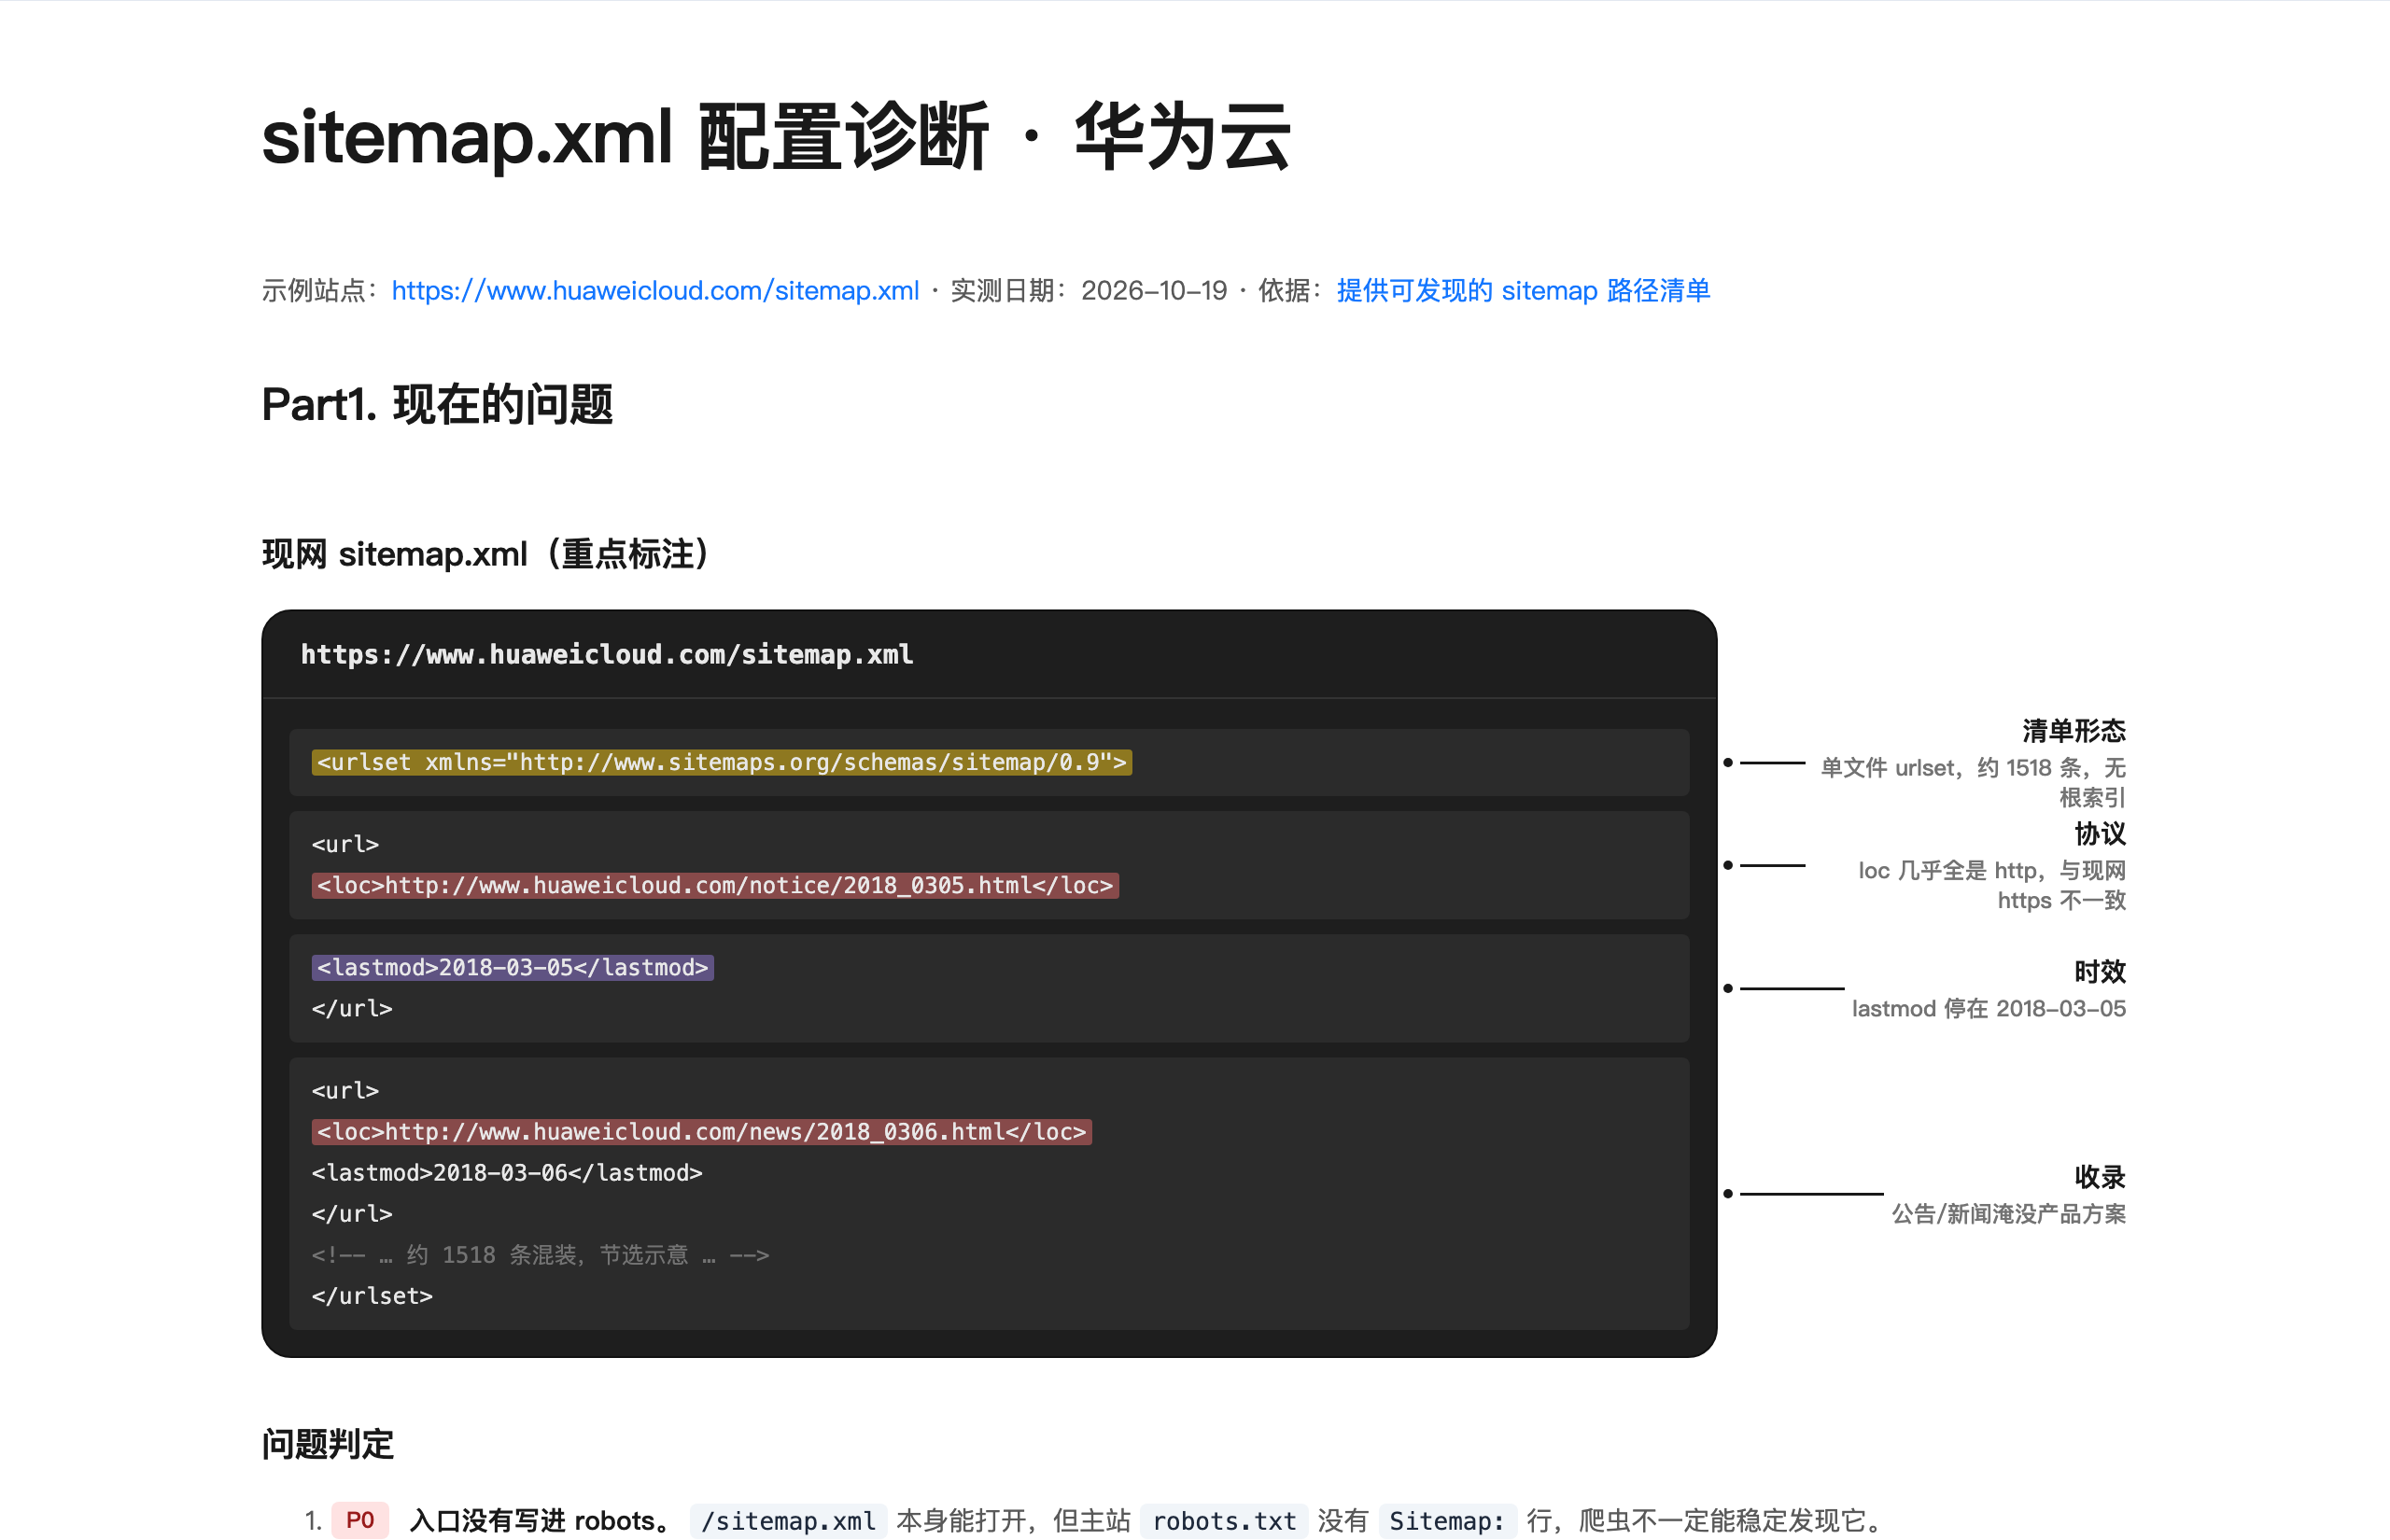 sitemap.xml 配置诊断 · 华为云
示例站点：https://www.huaweicloud.com/sitemap.xml · 实测日期：2026-10-19 · 依据：提供可发现的 sitemap 路径清单
Part1. 现在的问题
现网 sitemap.xml（重点标注）
https://www.huaweicloud.com/sitemap.xml
<urlset xmlns="http://www.sitemaps.org/schemas/sitemap/0.9">
清单形态
单文件 urlset，约 1518 条，无
根索引
<url>
<loc>http://www.huaweicloud.com/notice/2018_0305.html</loc>
协议
loc 几乎全是 http，与现网
https 不一致
<lastmod>2018-03-05</lastmod>
</url>
时效
lastmod 停在 2018-03-05
<url>
<loc>http://www.huaweicloud.com/news/2018_0306.html</loc>
<lastmod>2018-03-06</lastmod>
</url>
<!-- … 约 1518 条混装，节选示意 … -->
</urlset>
收录
公告/新闻淹没产品方案
问题判定
1. P0 入口没有写进 robots。 /sitemap.xml 本身能打开，但主站 robots.txt 没有 Sitemap: 行，爬虫不一定能稳定发现它。